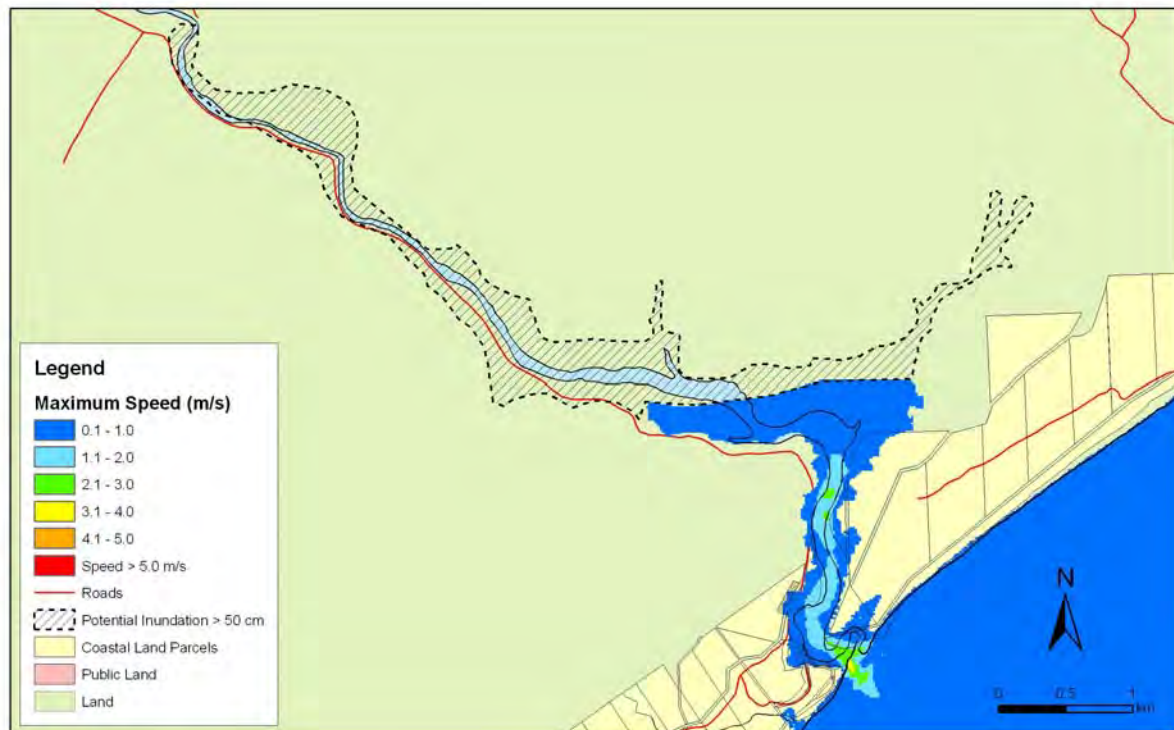 Legend
Maximum Speed (m/s)
0.1 - 1.0
1.1 - 2.0
2.1 - 3.0
3.1 - 4.0
4.1 - 5.0
Speed > 5.0 m/s
Roads
Potential Inundation > 50 cm
Coastal Land Parcels
Public Land
Land
N
0 0.5 1
km